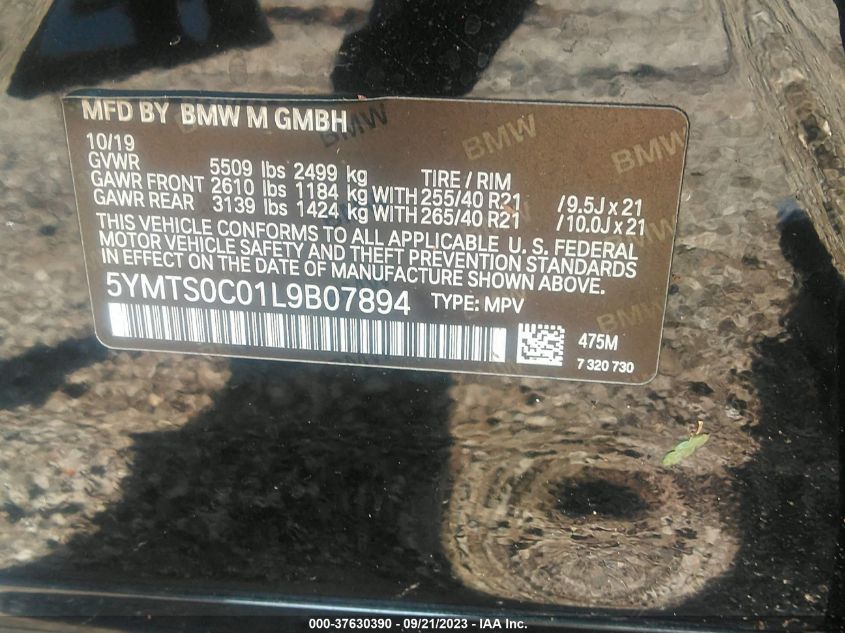 MFD BY BMW M GMBH
10/19
GVWR 5509 lbs 2499 kg TIRE / RIM
GAWR FRONT 2610 lbs 1184 kg WITH 255/40 R21 / 9.5J x 21
GAWR REAR 3139 lbs 1424 kg WITH 265/40 R21 / 10.0J x 21
THIS VEHICLE CONFORMS TO ALL APPLICABLE U. S. FEDERAL
MOTOR VEHICLE SAFETY AND THEFT PREVENTION STANDARDS
IN EFFECT ON THE DATE OF MANUFACTURE SHOWN ABOVE.
5YMTS0C01L9B07894 TYPE: MPV
475M
7 320 730
BMW
BMW
BMW
000-37630390 - 09/21/2023 - IAA Inc.